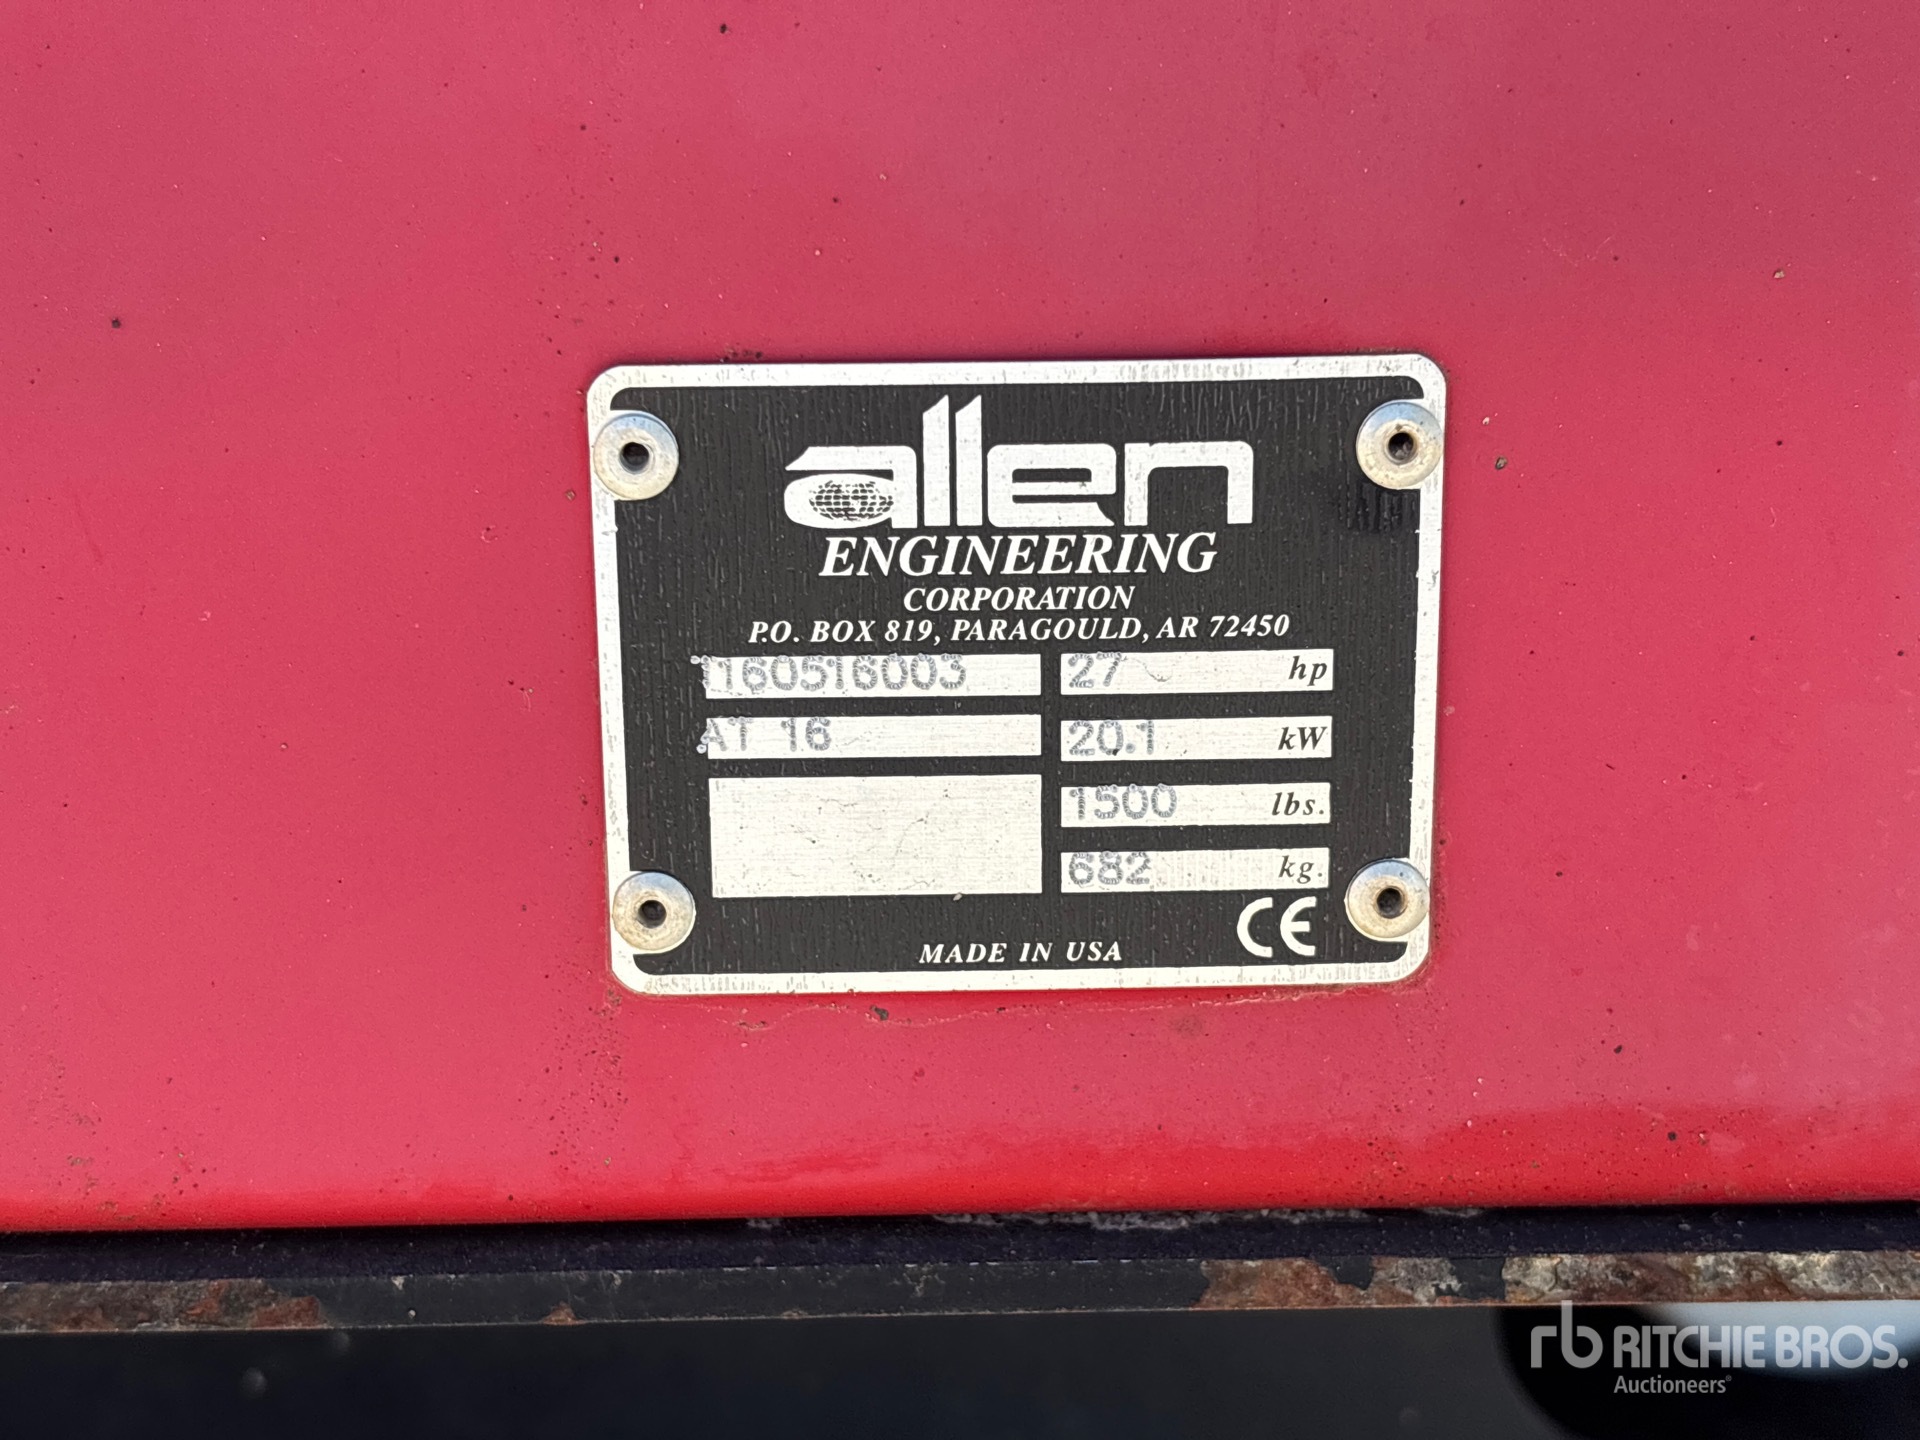 allen
ENGINEERING
CORPORATION
P.O. BOX 819, PARAGOULD, AR 72450
27 hp
AT 16
20.1 kW
1500 lbs.
682 kg.
CE
MADE IN USA
rb RITCHIE BROS.
Auctioneers